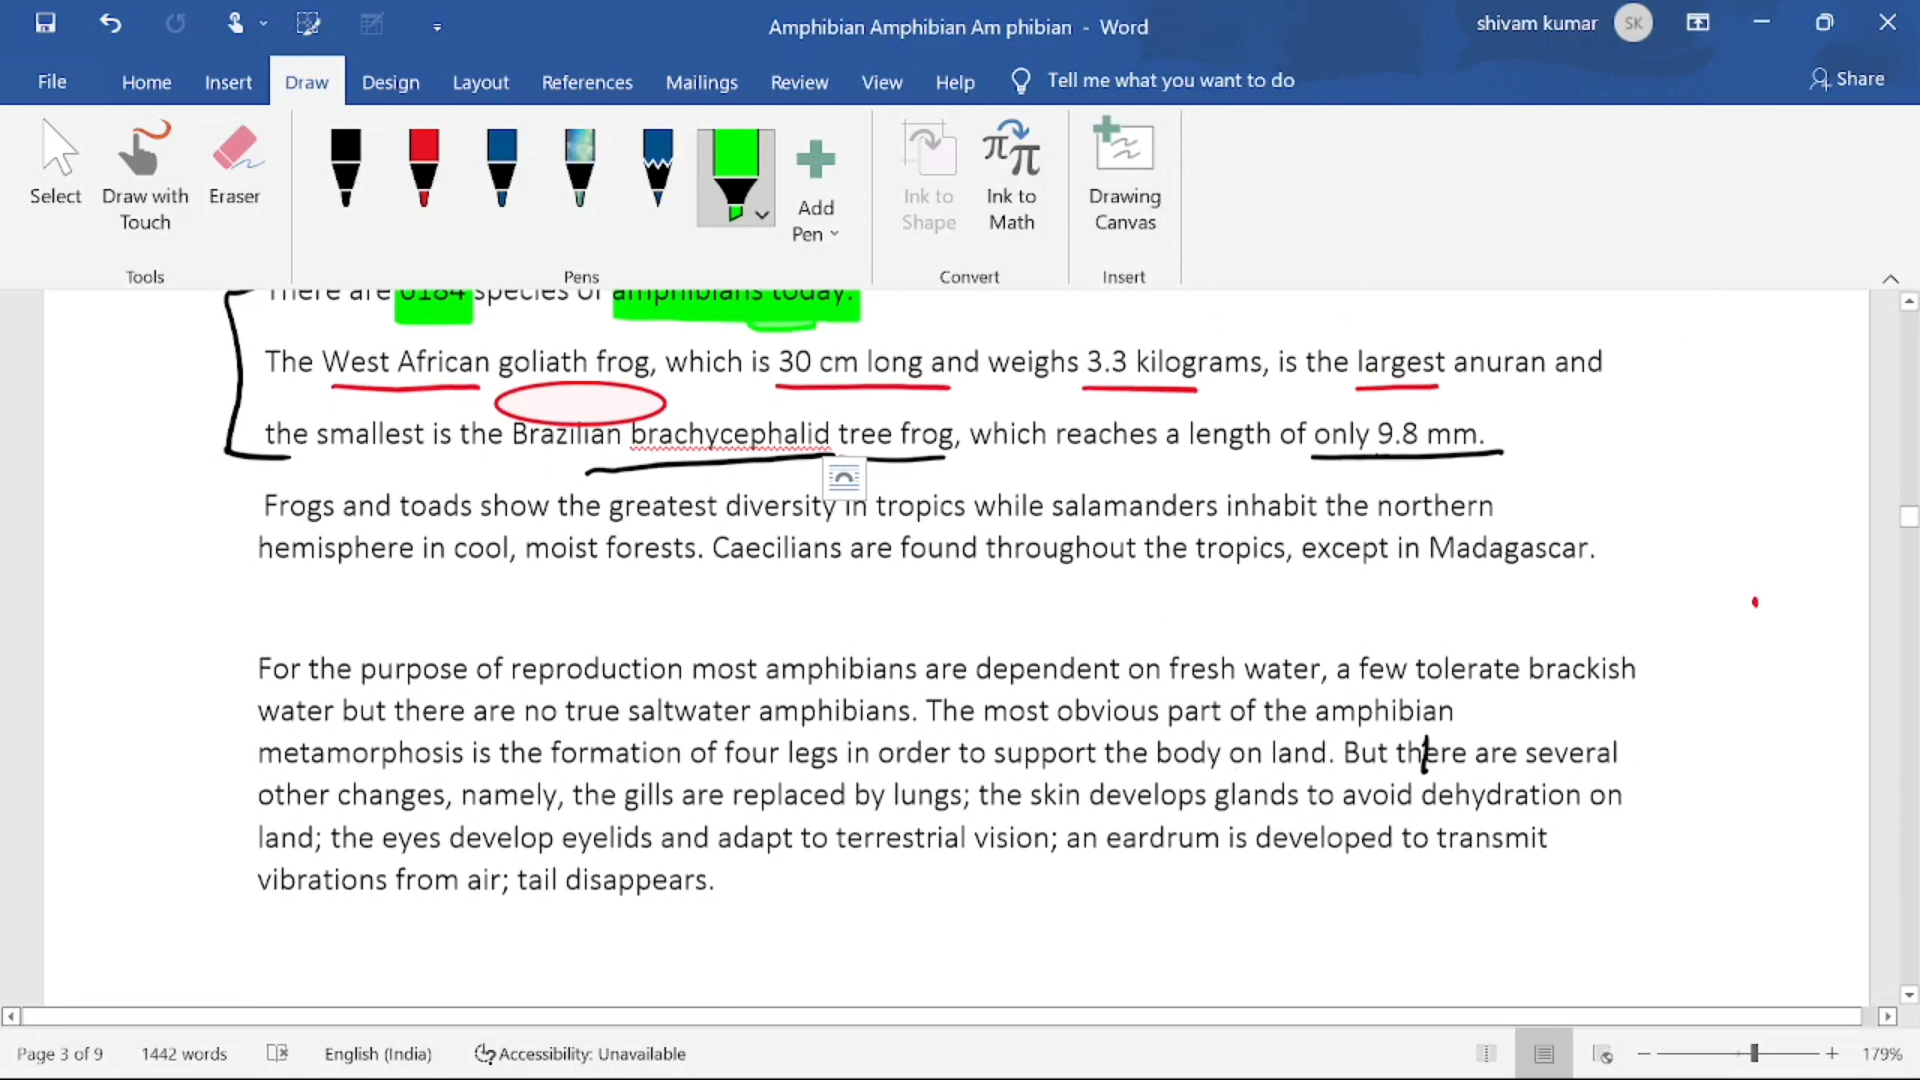 Amphibian Amphibian Am phibian - Word
shivam kumar
SK
File
Home
Insert
Draw
Design
Layout
References
Mailings
Review
View
Help
Tell me what you want to do
Share
Select
Draw with
Touch
Eraser
Add
Pen
Ink to
Shape
Ink to
Math
Drawing
Canvas
Tools
Pens
Convert
Insert
There are 6184 species of amphibians today.
The West African goliath frog, which is 30 cm long and weighs 3.3 kilograms, is the largest anuran and
the smallest is the Brazilian brachycephalid tree frog, which reaches a length of only 9.8 mm.
Frogs and toads show the greatest diversity in tropics while salamanders inhabit the northern
hemisphere in cool, moist forests. Caecilians are found throughout the tropics, except in Madagascar.
For the purpose of reproduction most amphibians are dependent on fresh water, a few tolerate brackish
water but there are no true saltwater amphibians. The most obvious part of the amphibian
metamorphosis is the formation of four legs in order to support the body on land. But there are several
other changes, namely, the gills are replaced by lungs; the skin develops glands to avoid dehydration on
land; the eyes develop eyelids and adapt to terrestrial vision; an eardrum is developed to transmit
vibrations from air; tail disappears.
Page 3 of 9
1442 words
English (India)
Accessibility: Unavailable
179%